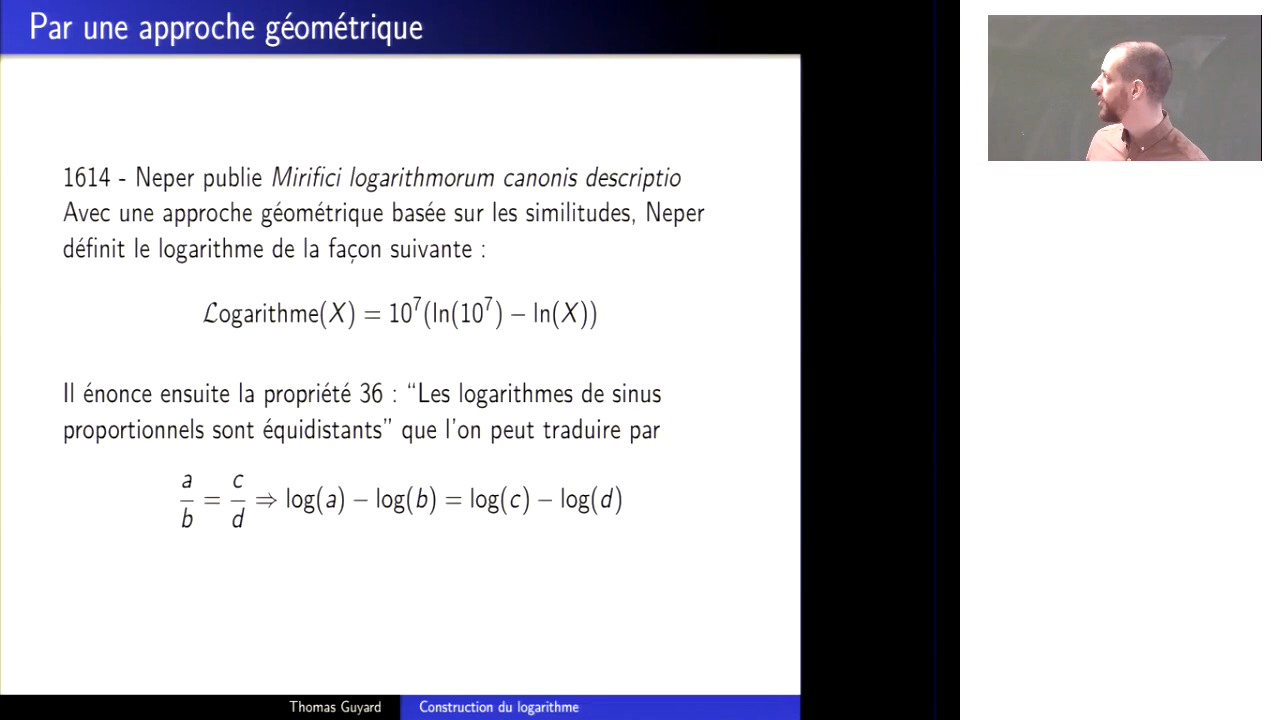 Par une approche géométrique
1614 - Neper publie Mirifici logarithmorum canonis descriptio
Avec une approche géométrique basée sur les similitudes, Neper
définit le logarithme de la façon suivante :
ℒogarithme(X) = 10⁷(ln(10⁷) − ln(X))
Il énonce ensuite la propriété 36 : “Les logarithmes de sinus
proportionnels sont équidistants” que l'on peut traduire par
a/b = c/d ⇒ log(a) − log(b) = log(c) − log(d)
Thomas Guyard
Construction du logarithme